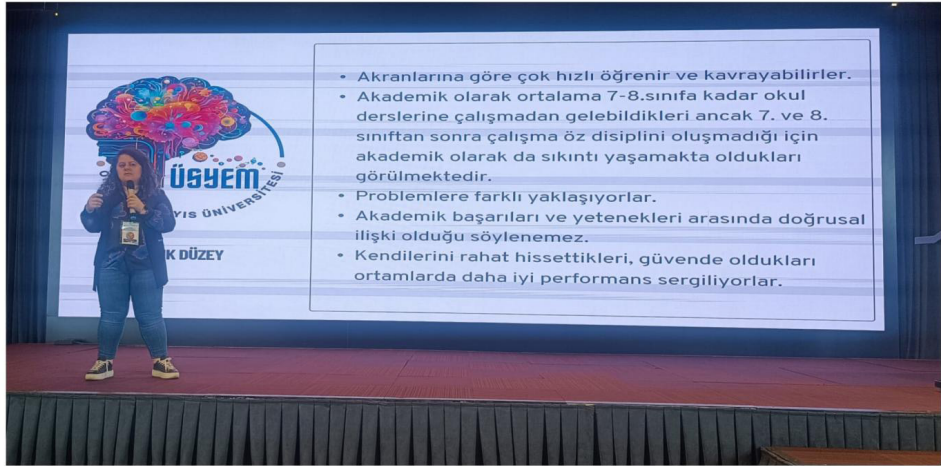 ÜSYEM
YIS ÜNİVERSİTESİ
K DÜZEY
• Akranlarına göre çok hızlı öğrenir ve kavrayabilirler.
• Akademik olarak ortalama 7-8.sınıfa kadar okul
derslerine çalışmadan gelebildikleri ancak 7. ve 8.
sınıftan sonra çalışma öz disiplini oluşmadığı için
akademik olarak da sıkıntı yaşamakta oldukları
görülmektedir.
• Problemlere farklı yaklaşıyorlar.
• Akademik başarıları ve yetenekleri arasında doğrusal
ilişki olduğu söylenemez.
• Kendilerini rahat hissettikleri, güvende oldukları
ortamlarda daha iyi performans sergiliyorlar.